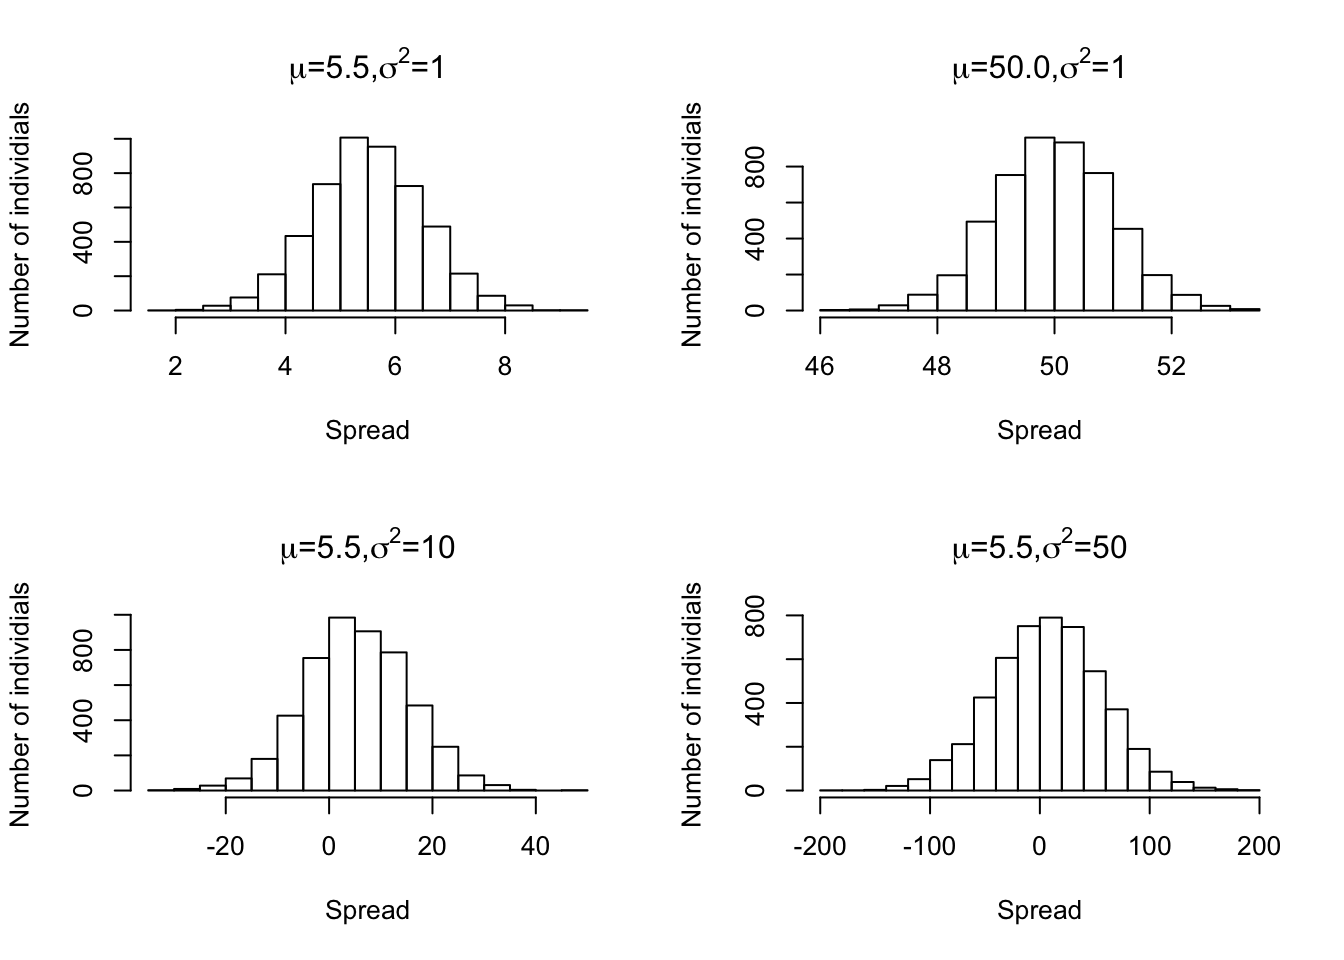 μ=5.5,σ²=1
Number of individials
0 400 800
2 4 6 8
Spread
μ=50.0,σ²=1
Number of individials
0 400 800
46 48 50 52
Spread
μ=5.5,σ²=10
Number of individials
0 400 800
-20 0 20 40
Spread
μ=5.5,σ²=50
Number of individials
0 400 800
-200 -100 0 100 200
Spread